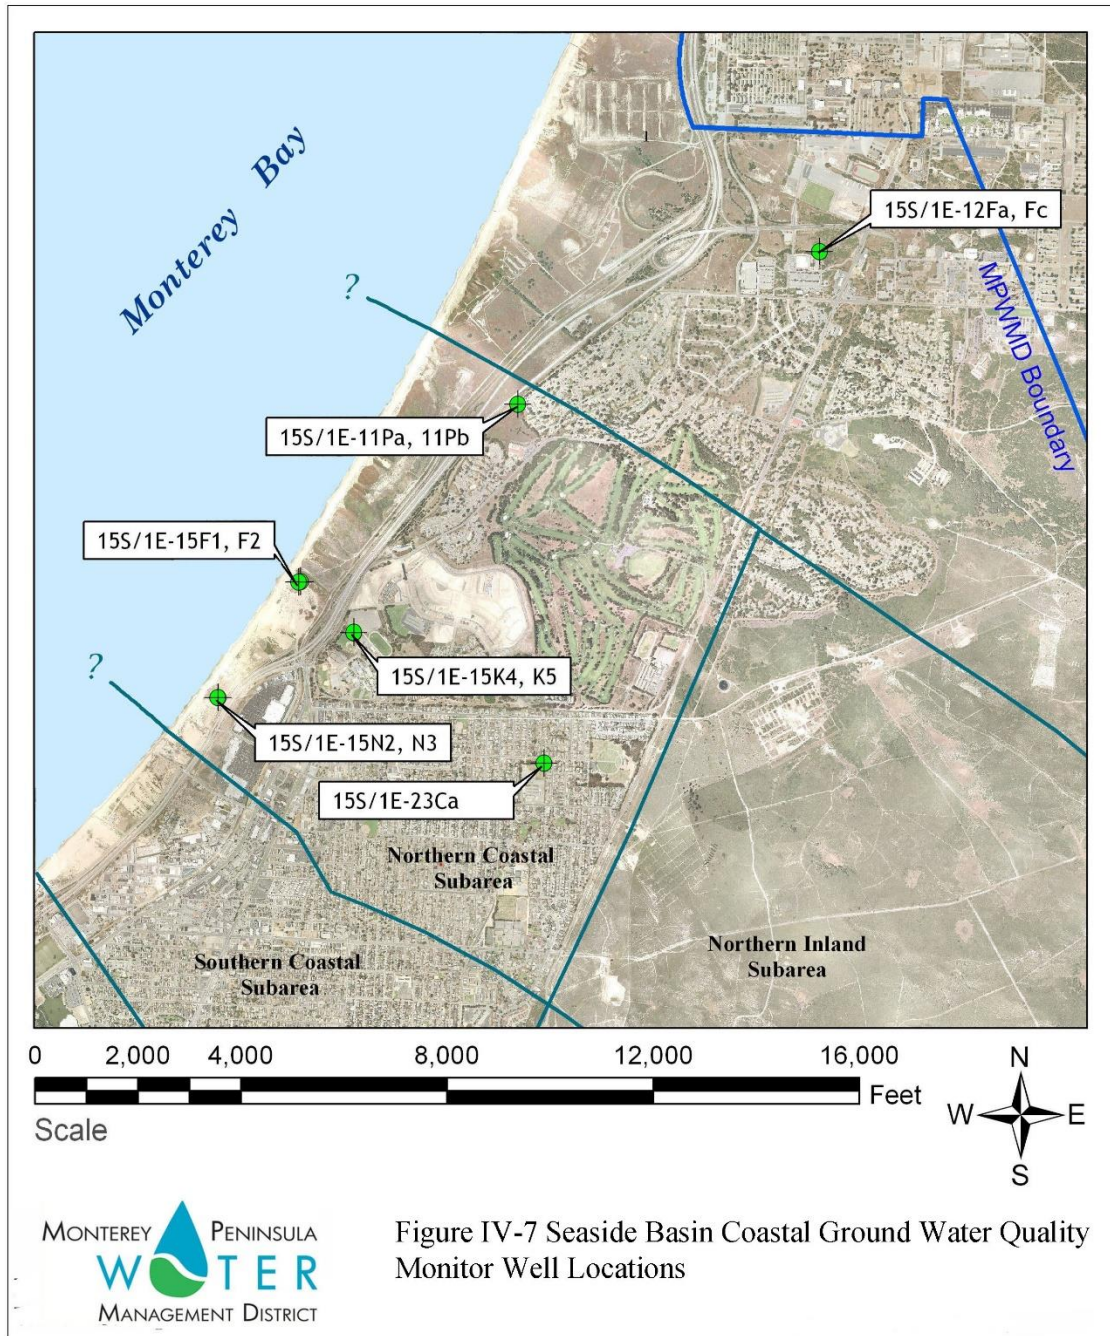 Monterey Bay
15S/1E-12Fa, Fc
?
MPWMD Boundary
15S/1E-11Pa, 11Pb
15S/1E-15F1, F2
?
15S/1E-15K4, K5
15S/1E-15N2, N3
15S/1E-23Ca
Northern Coastal
Subarea
Northern Inland
Subarea
Southern Coastal
Subarea
0 2,000 4,000 8,000 12,000 16,000
Feet
Scale
N
W E
S
MONTEREY PENINSULA
WATER
MANAGEMENT DISTRICT
Figure IV-7 Seaside Basin Coastal Ground Water Quality
Monitor Well Locations